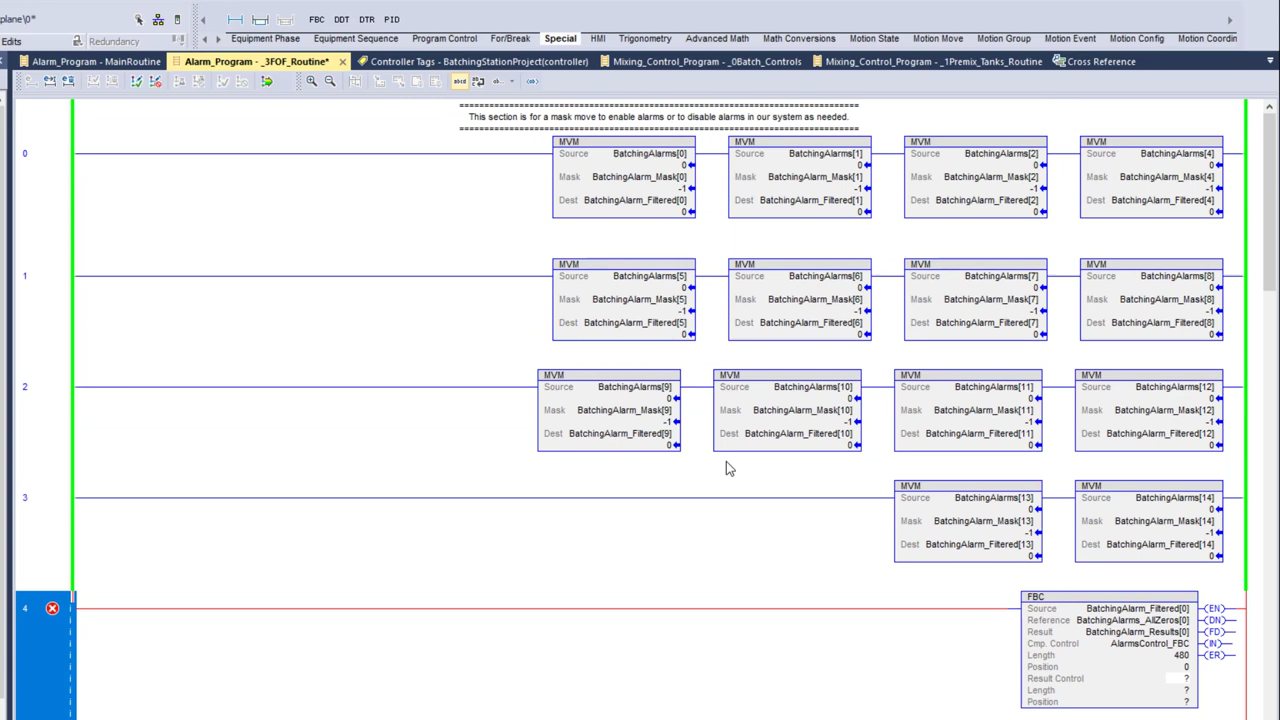 plane\0*
FBC DDT DTR PID
Edits Redundancy Equipment Phase Equipment Sequence Program Control For/Break Special HMI Trigonometry Advanced Math Math Conversions Motion State Motion Move Motion Group Motion Event Motion Config Motion Coordin
Alarm_Program - MainRoutine Alarm_Program - _3FOF_Routine* Controller Tags - BatchingStationProject(controller) Mixing_Control_Program - _0Batch_Controls Mixing_Control_Program - _1Premix_Tanks_Routine Cross Reference
abcd ab
================================================================================
This section is for a mask move to enable alarms or to disable alarms in our system as needed.
================================================================================
0
MVM MVM MVM MVM
Source BatchingAlarms[0] Source BatchingAlarms[1] Source BatchingAlarms[2] Source BatchingAlarms[4]
0 0 0 0
Mask BatchingAlarm_Mask[0] Mask BatchingAlarm_Mask[1] Mask BatchingAlarm_Mask[2] Mask BatchingAlarm_Mask[4]
-1 -1 -1 -1
Dest BatchingAlarm_Filtered[0] Dest BatchingAlarm_Filtered[1] Dest BatchingAlarm_Filtered[2] Dest BatchingAlarm_Filtered[4]
0 0 0 0
1
MVM MVM MVM MVM
Source BatchingAlarms[5] Source BatchingAlarms[6] Source BatchingAlarms[7] Source BatchingAlarms[8]
0 0 0 0
Mask BatchingAlarm_Mask[5] Mask BatchingAlarm_Mask[6] Mask BatchingAlarm_Mask[7] Mask BatchingAlarm_Mask[8]
-1 -1 -1 -1
Dest BatchingAlarm_Filtered[5] Dest BatchingAlarm_Filtered[6] Dest BatchingAlarm_Filtered[7] Dest BatchingAlarm_Filtered[8]
0 0 0 0
2
MVM MVM MVM MVM
Source BatchingAlarms[9] Source BatchingAlarms[10] Source BatchingAlarms[11] Source BatchingAlarms[12]
0 0 0 0
Mask BatchingAlarm_Mask[9] Mask BatchingAlarm_Mask[10] Mask BatchingAlarm_Mask[11] Mask BatchingAlarm_Mask[12]
-1 -1 -1 -1
Dest BatchingAlarm_Filtered[9] Dest BatchingAlarm_Filtered[10] Dest BatchingAlarm_Filtered[11] Dest BatchingAlarm_Filtered[12]
0 0 0 0
3
MVM MVM
Source BatchingAlarms[13] Source BatchingAlarms[14]
0 0
Mask BatchingAlarm_Mask[13] Mask BatchingAlarm_Mask[14]
-1 -1
Dest BatchingAlarm_Filtered[13] Dest BatchingAlarm_Filtered[14]
0 0
4
FBC
Source BatchingAlarm_Filtered[0] (EN)
Reference BatchingAlarms_AllZeros[0] (DN)
Result BatchingAlarm_Results[0] (FD)
Cmp. Control AlarmsControl_FBC (IN)
Length 480 (ER)
Position 0
Result Control ?
Length ?
Position ?